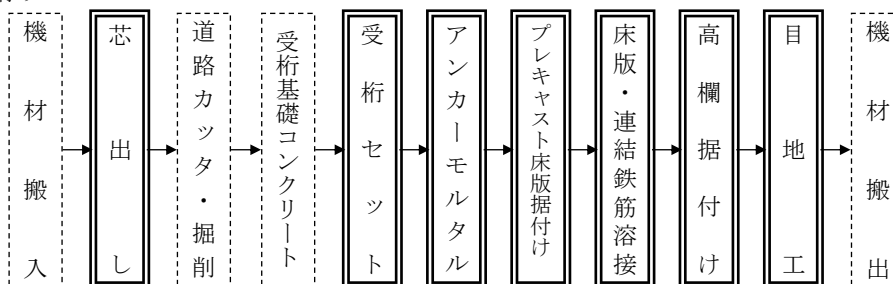 機材搬入
芯出し
道路カッタ・掘削
受桁基礎コンクリート
受桁セット
アンカーモルタル
プレキャスト床版据付け
床版・連結鉄筋溶接
高欄据付け
目地工
機材搬出